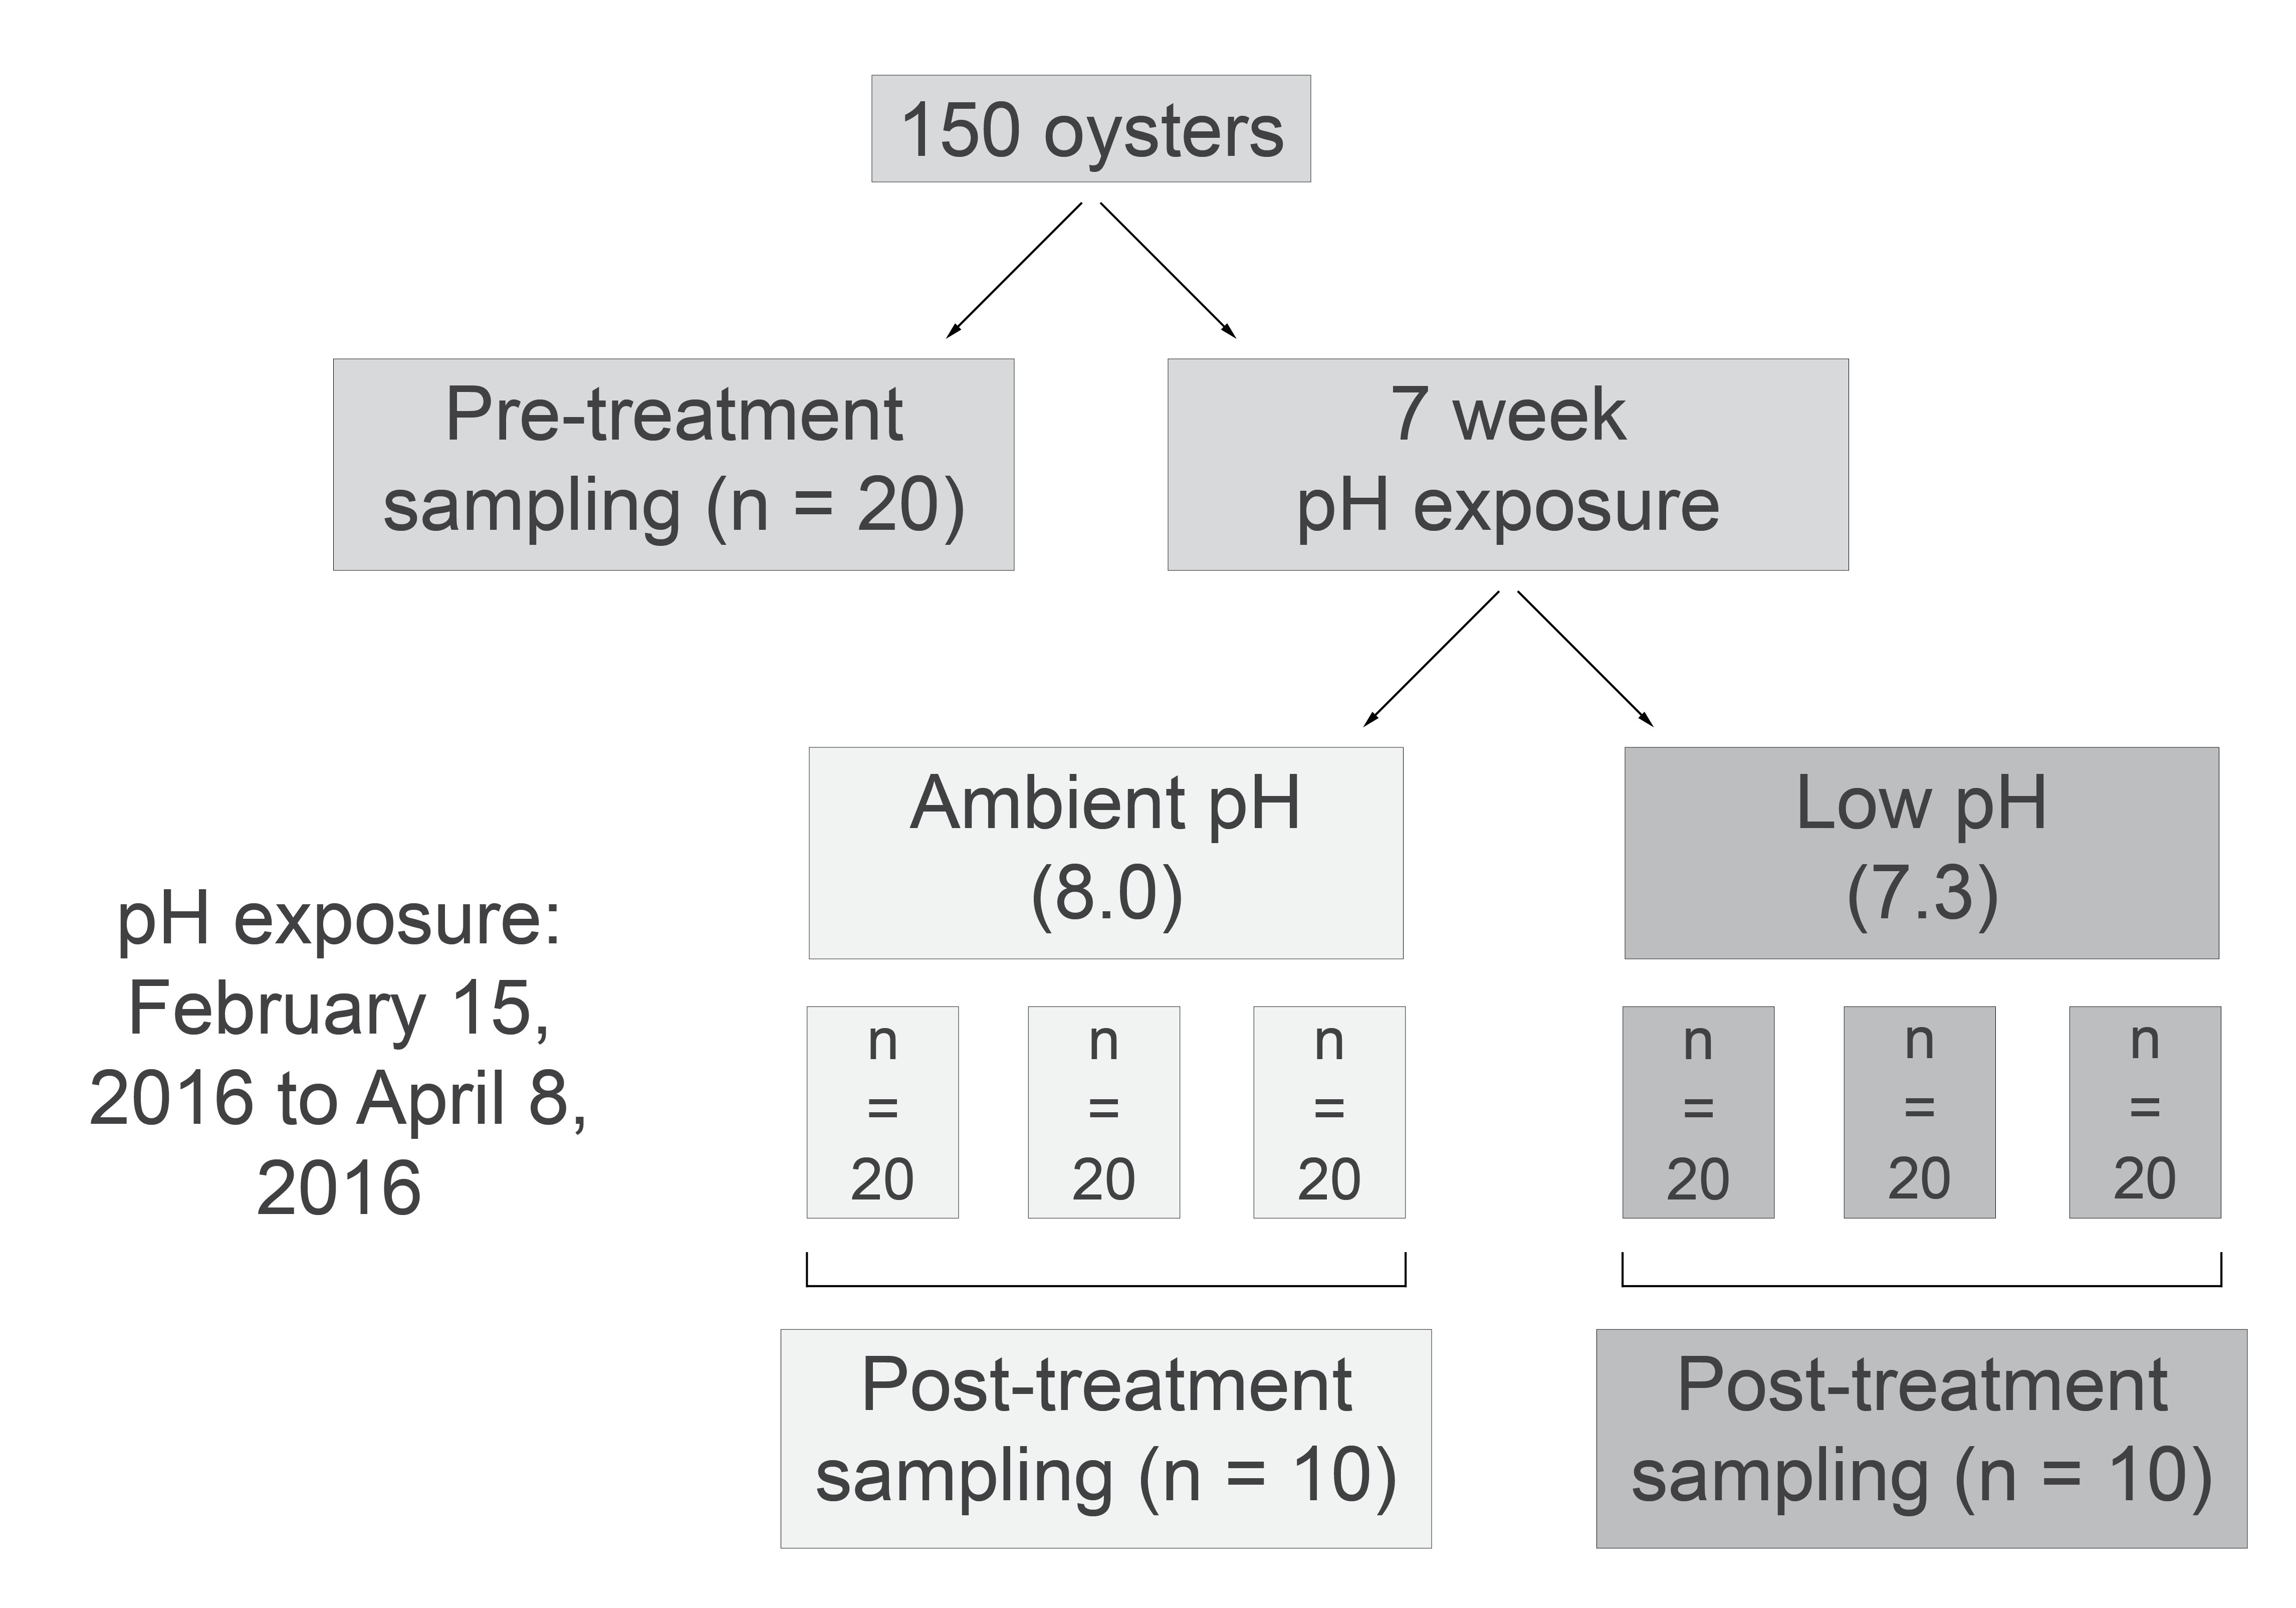 150 oysters
Pre-treatment
sampling (n = 20)
7 week
pH exposure
Ambient pH
(8.0)
Low pH
(7.3)
pH exposure:
February 15,
2016 to April 8,
2016
n
=
20
n
=
20
n
=
20
n
=
20
n
=
20
n
=
20
Post-treatment
sampling (n = 10)
Post-treatment
sampling (n = 10)